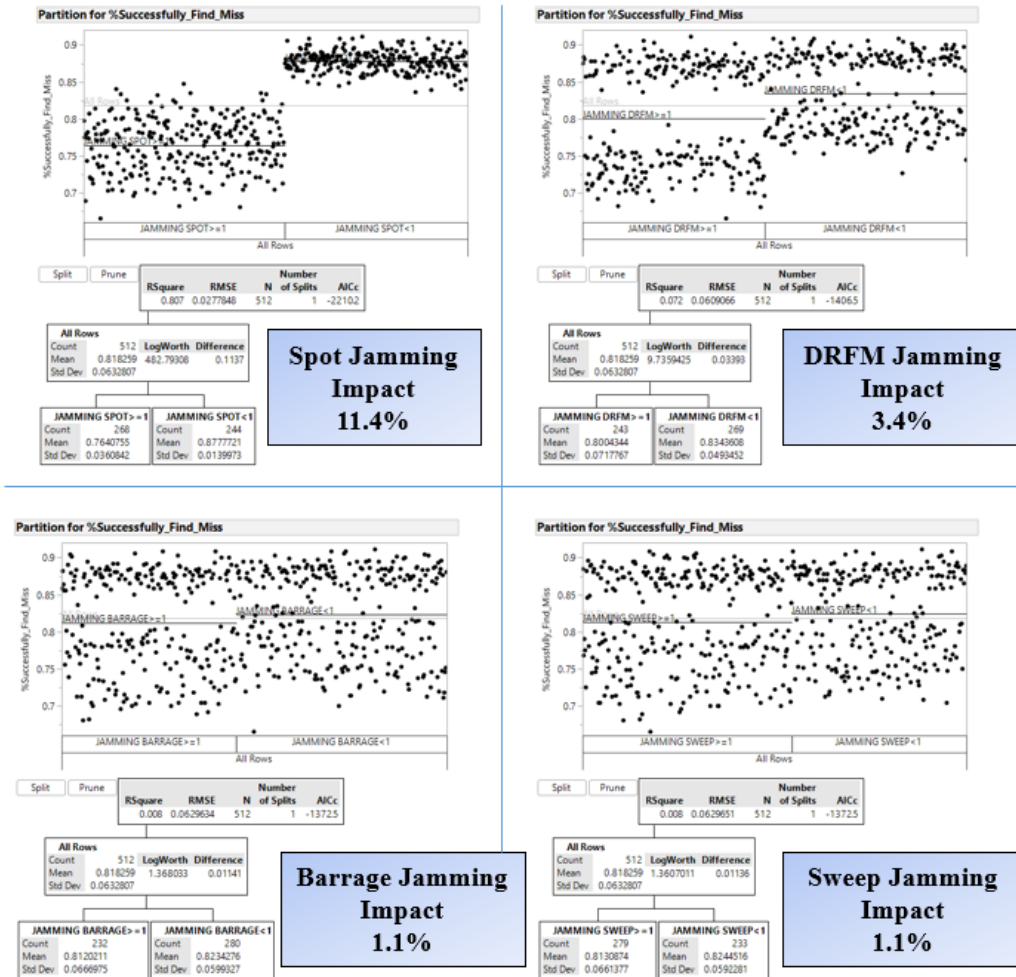 Partition for %Successfully_Find_Miss
%Successfully_Find_Miss
0.9
0.85
0.8
0.75
0.7
All Rows
JAMMING SPOT>=1
JAMMING SPOT>=1 JAMMING SPOT<1
All Rows
Split Prune
Number
RSquare RMSE N of Splits AICc
0.807 0.0277848 512 1 -2210.2
All Rows
Count 512 LogWorth Difference
Mean 0.818259 482.79308 0.1137
Std Dev 0.0632807
JAMMING SPOT>=1 JAMMING SPOT<1
Count 268 Count 244
Mean 0.7640755 Mean 0.8777721
Std Dev 0.0360842 Std Dev 0.0139973
Spot Jamming
Impact
11.4%
Partition for %Successfully_Find_Miss
%Successfully_Find_Miss
0.9
0.85
0.8
0.75
0.7
JAMMING DRFM<1
All Rows
JAMMING DRFM>=1
JAMMING DRFM>=1 JAMMING DRFM<1
All Rows
Split Prune
Number
RSquare RMSE N of Splits AICc
0.072 0.0609066 512 1 -1406.5
All Rows
Count 512 LogWorth Difference
Mean 0.818259 9.7359425 0.03393
Std Dev 0.0632807
JAMMING DRFM>=1 JAMMING DRFM<1
Count 243 Count 269
Mean 0.8004344 Mean 0.8343608
Std Dev 0.0717767 Std Dev 0.0493452
DRFM Jamming
Impact
3.4%
Partition for %Successfully_Find_Miss
%Successfully_Find_Miss
0.9
0.85
0.8
0.75
0.7
JAMMING BARRAGE<1
JAMMING BARRAGE>=1
JAMMING BARRAGE>=1 JAMMING BARRAGE<1
All Rows
Split Prune
Number
RSquare RMSE N of Splits AICc
0.008 0.0629634 512 1 -1372.5
All Rows
Count 512 LogWorth Difference
Mean 0.818259 1.368033 0.01141
Std Dev 0.0632807
JAMMING BARRAGE>=1 JAMMING BARRAGE<1
Count 232 Count 280
Mean 0.8120211 Mean 0.8234276
Std Dev 0.0666975 Std Dev 0.0599327
Barrage Jamming
Impact
1.1%
Partition for %Successfully_Find_Miss
%Successfully_Find_Miss
0.9
0.85
0.8
0.75
0.7
JAMMING SWEEP<1
JAMMING SWEEP>=1
JAMMING SWEEP>=1 JAMMING SWEEP<1
All Rows
Split Prune
Number
RSquare RMSE N of Splits AICc
0.008 0.0629651 512 1 -1372.5
All Rows
Count 512 LogWorth Difference
Mean 0.818259 1.3607011 0.01136
Std Dev 0.0632807
JAMMING SWEEP>=1 JAMMING SWEEP<1
Count 279 Count 233
Mean 0.8130874 Mean 0.8244516
Std Dev 0.0661377 Std Dev 0.0592281
Sweep Jamming
Impact
1.1%